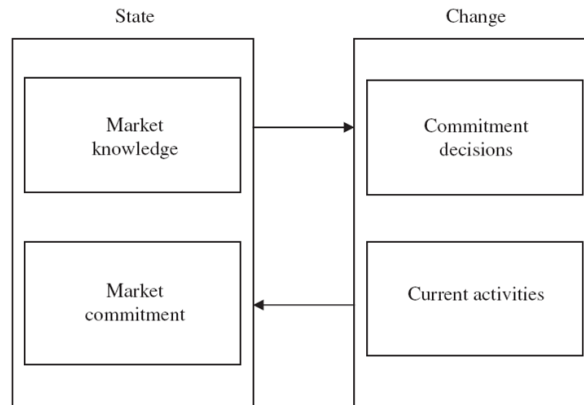 State
Change
Market
knowledge
Commitment
decisions
Market
commitment
Current activities